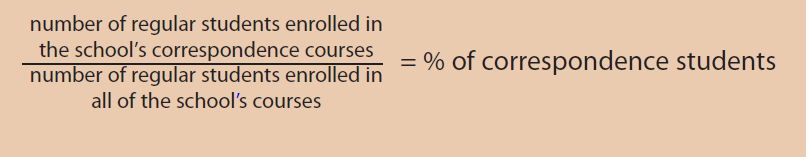 number of regular students enrolled in
the school's correspondence courses
number of regular students enrolled in
all of the school's courses
= % of correspondence students